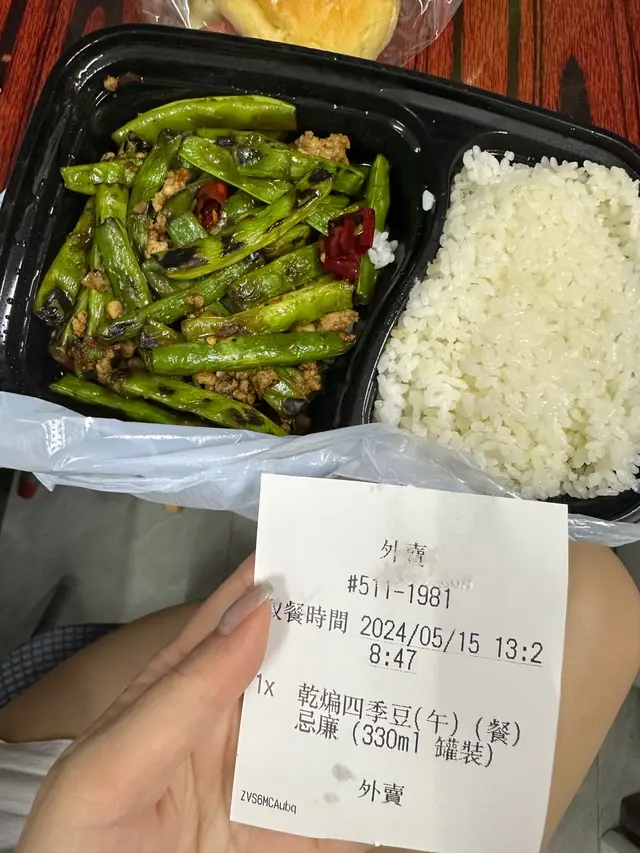 外賣
#511-1981
取餐時間 2024/05/15 13:2
8:47
1x 乾煸四季豆(午) (餐)
忌廉 (330ml 罐裝)
外賣
ZVS6MCAubq